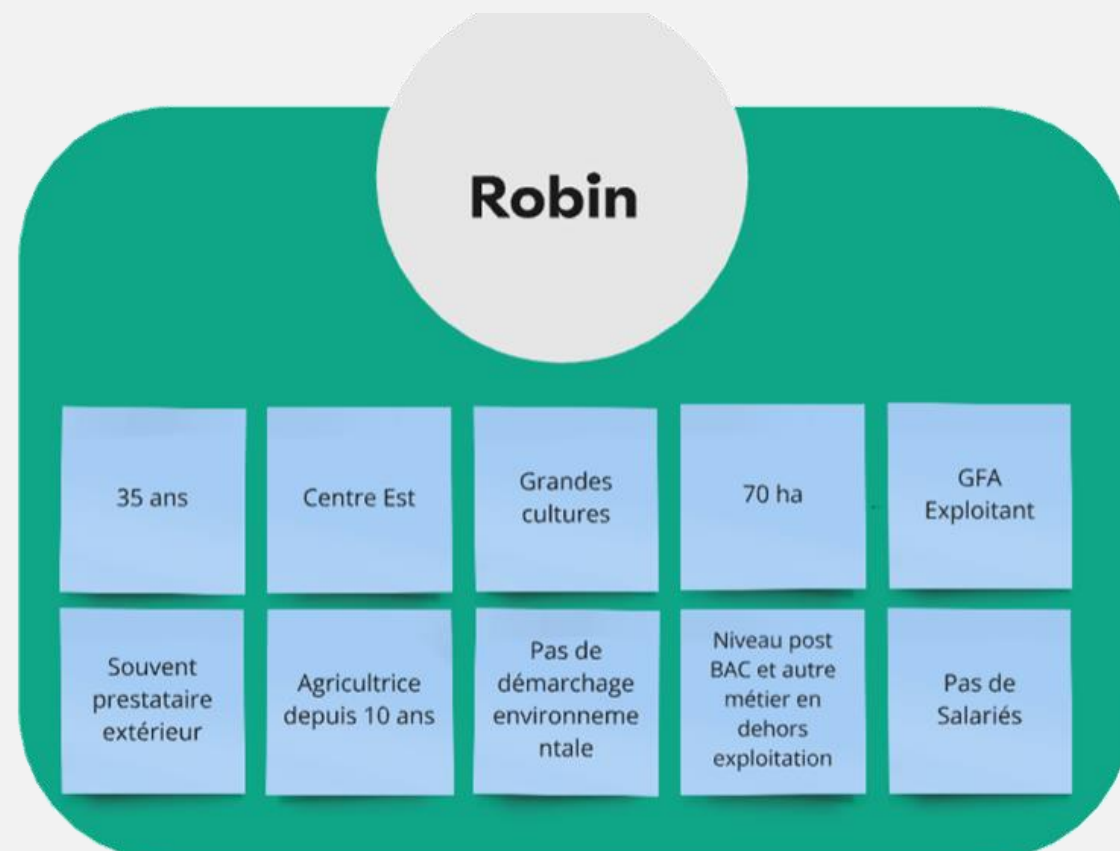 Robin
35 ans
Centre Est
Grandes
cultures
70 ha
GFA
Exploitant
Souvent
prestataire
extérieur
Agricultrice
depuis 10 ans
Pas de
démarchage
environneme
ntale
Niveau post
BAC et autre
métier en
dehors
exploitation
Pas de
Salariés